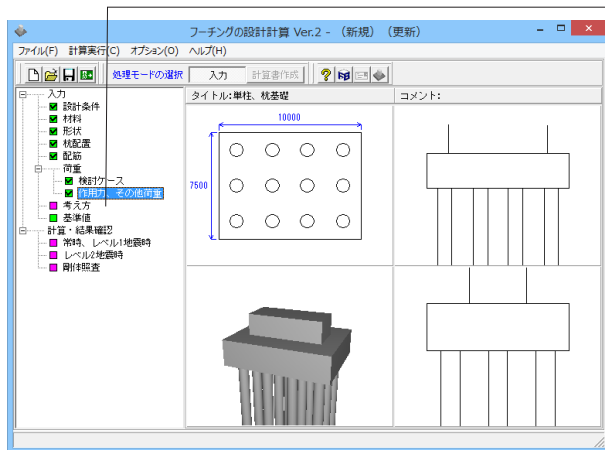 フーチングの設計計算 Ver.2 - （新規）（更新）
ファイル(F) 計算実行(C) オプション(O) ヘルプ(H)
処理モードの選択 入力 計算書作成
入力
設計条件
材料
形状
杭配置
配筋
荷重
検討ケース
作用力、その他荷重
考え方
基準値
計算・結果確認
常時、レベル1地震時
レベル2地震時
剛体照査
タイトル:単柱、杭基礎
コメント:
10000
7500